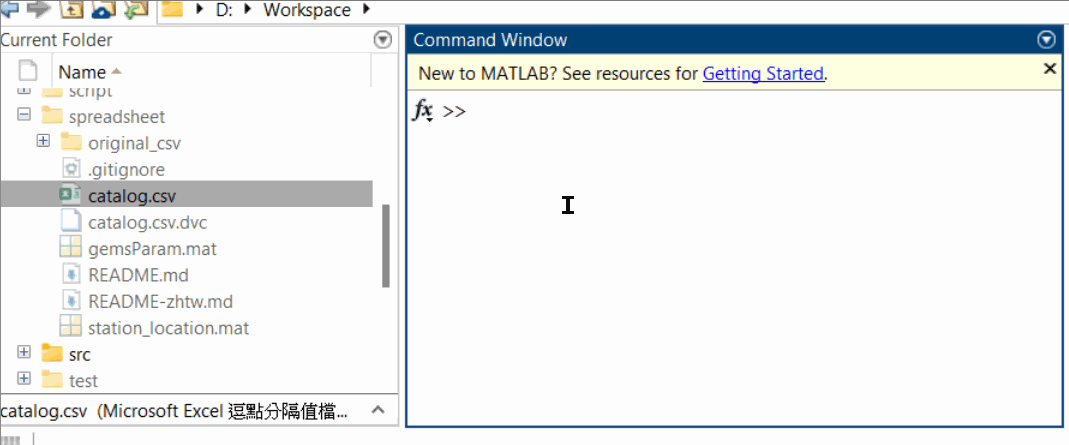 D: Workspace
Current Folder
Name
script
spreadsheet
original_csv
.gitignore
catalog.csv
catalog.csv.dvc
gemsParam.mat
README.md
README-zhtw.md
station_location.mat
src
test
catalog.csv (Microsoft Excel 逗點分隔值檔...
Command Window
New to MATLAB? See resources for Getting Started.
fx >>